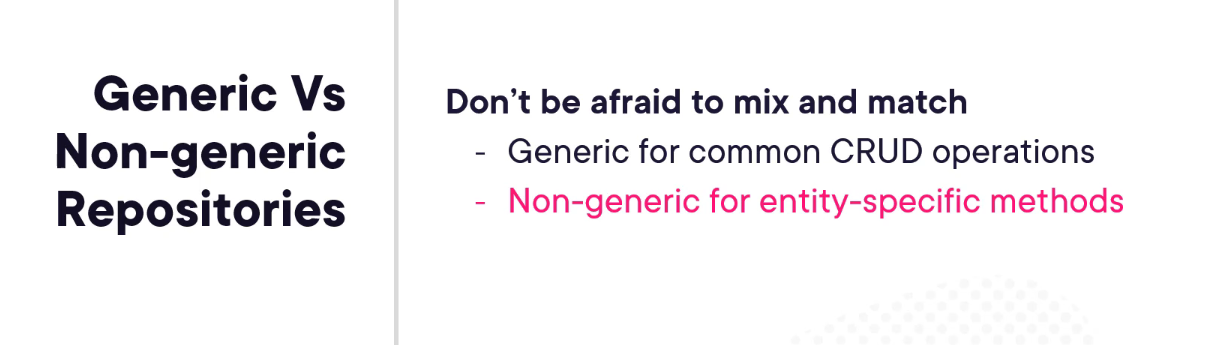 Generic Vs
Non-generic
Repositories
Don't be afraid to mix and match
- Generic for common CRUD operations
- Non-generic for entity-specific methods